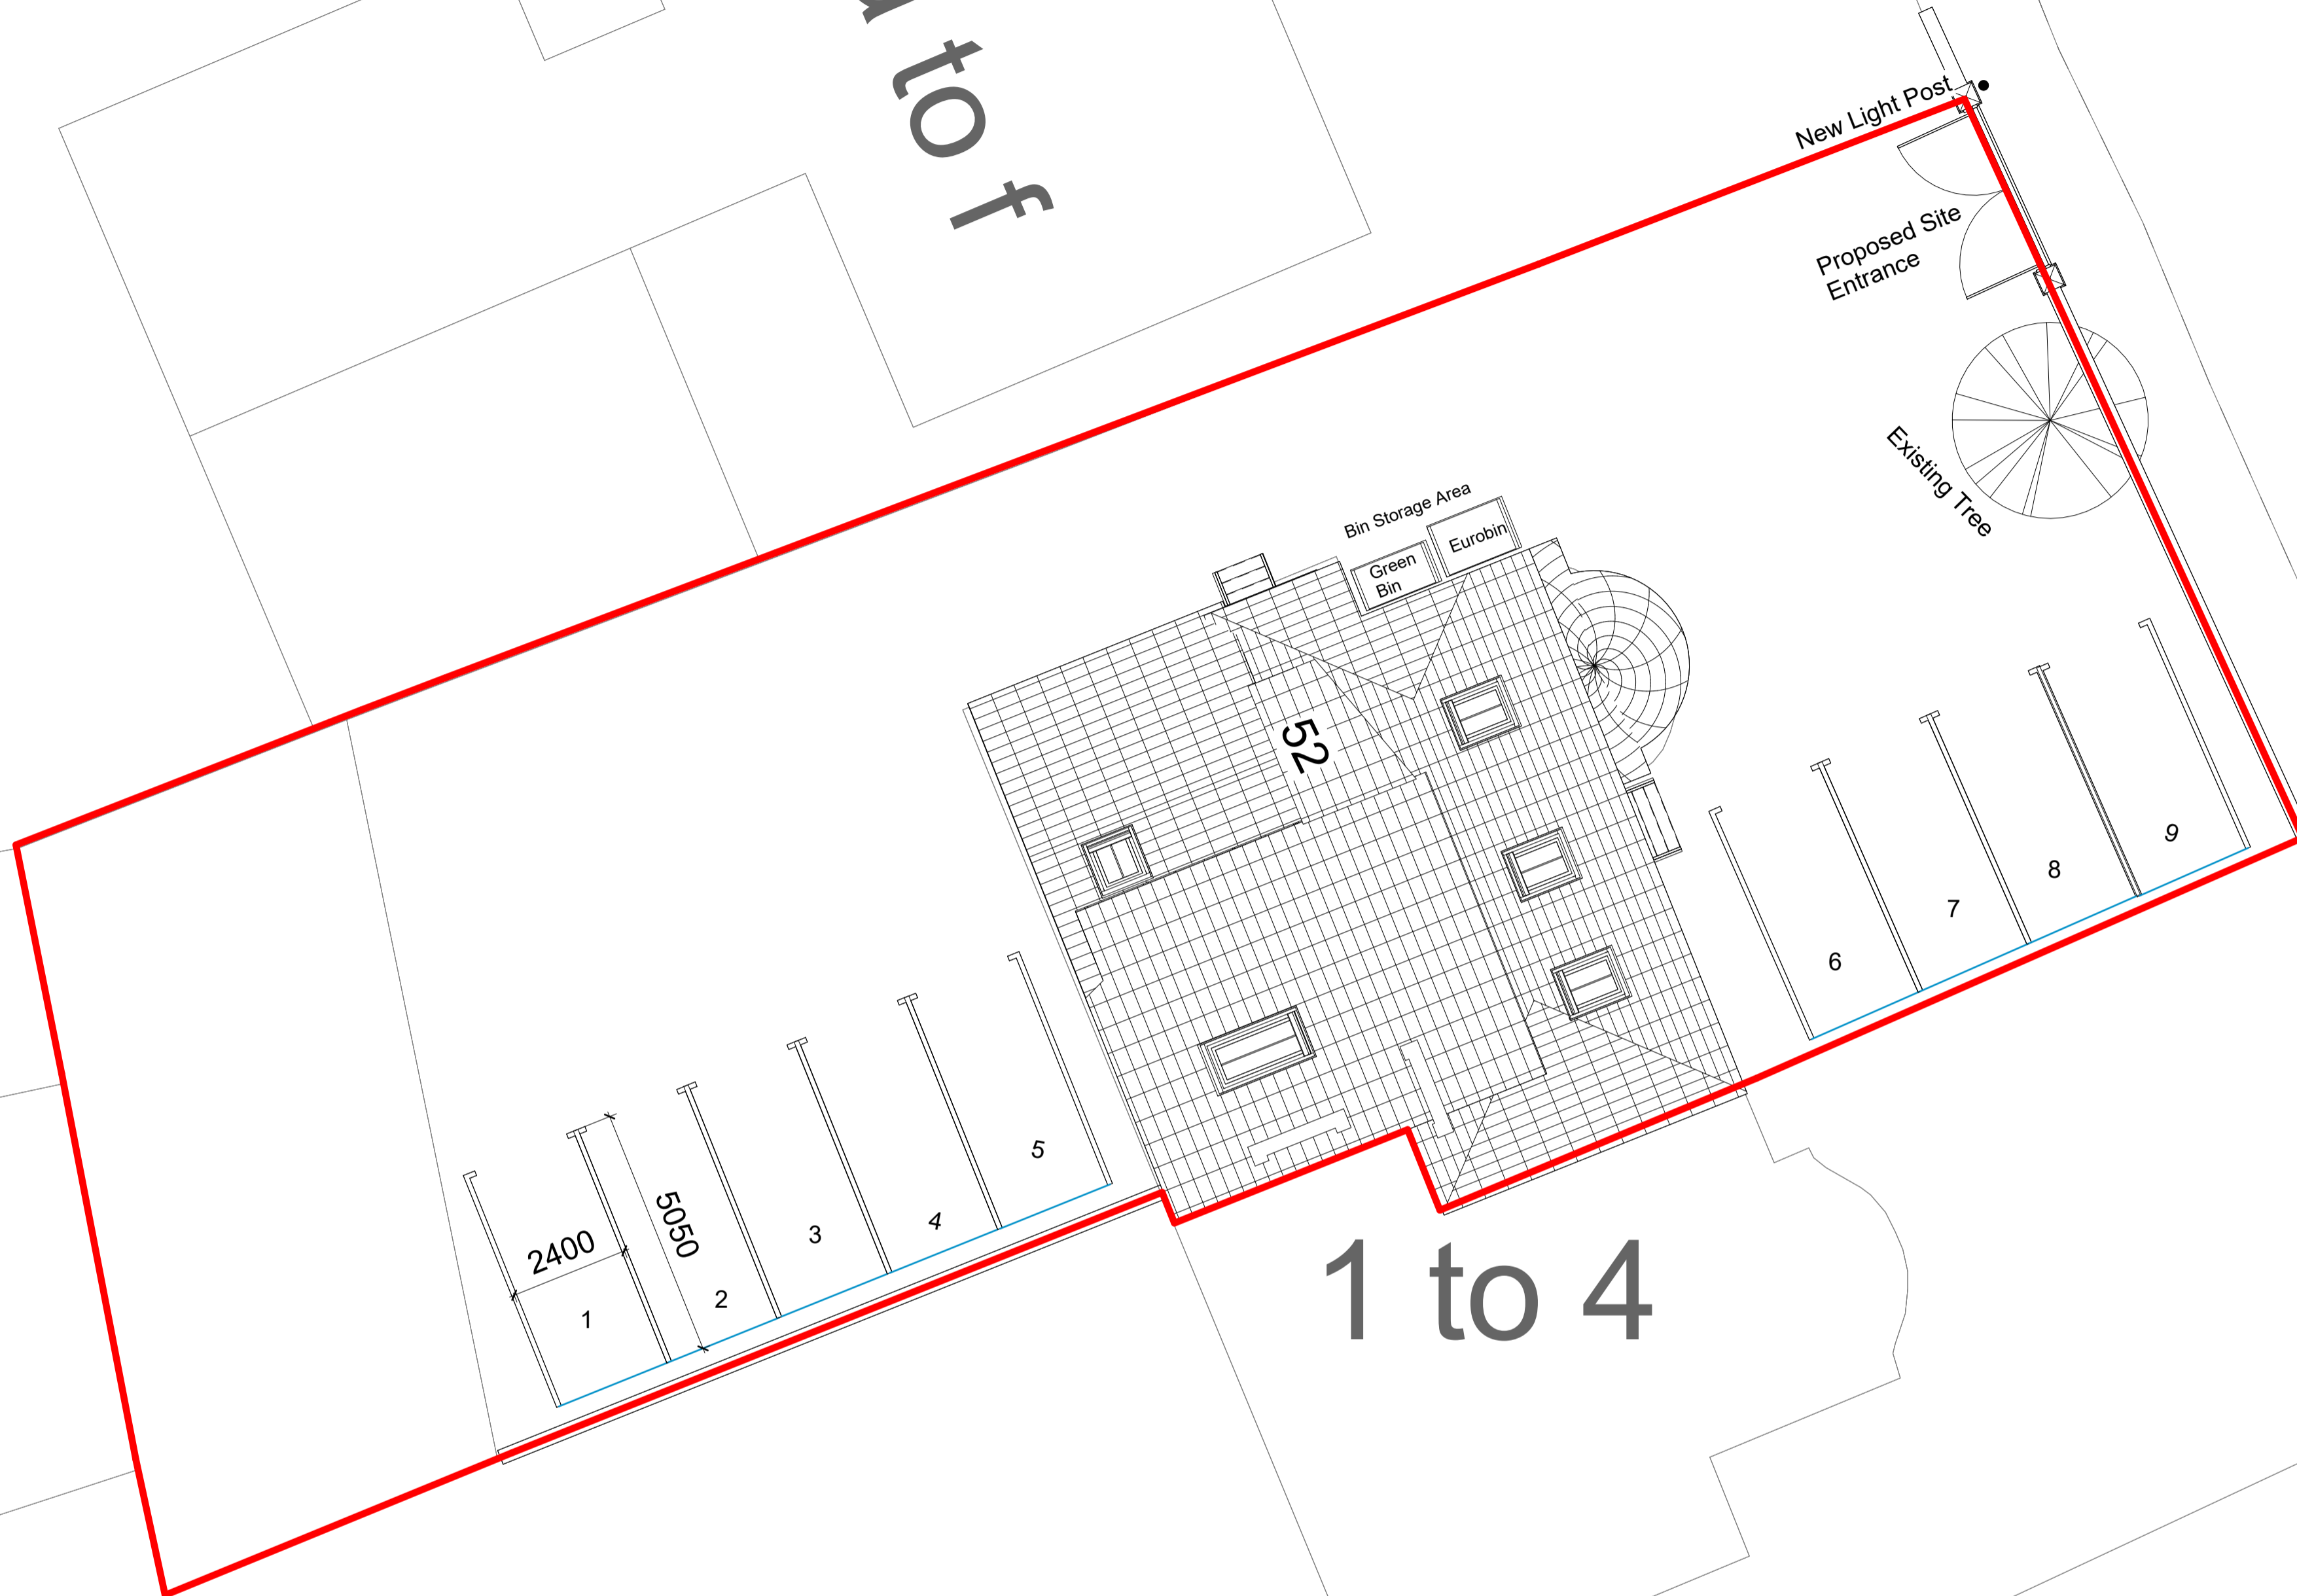 to f
New Light Post
Proposed Site
Entrance
Existing Tree
Bin Storage Area
Eurobin
Green
Bin
52
9
8
7
6
5
4
3
2
1
5050
2400
1 to 4